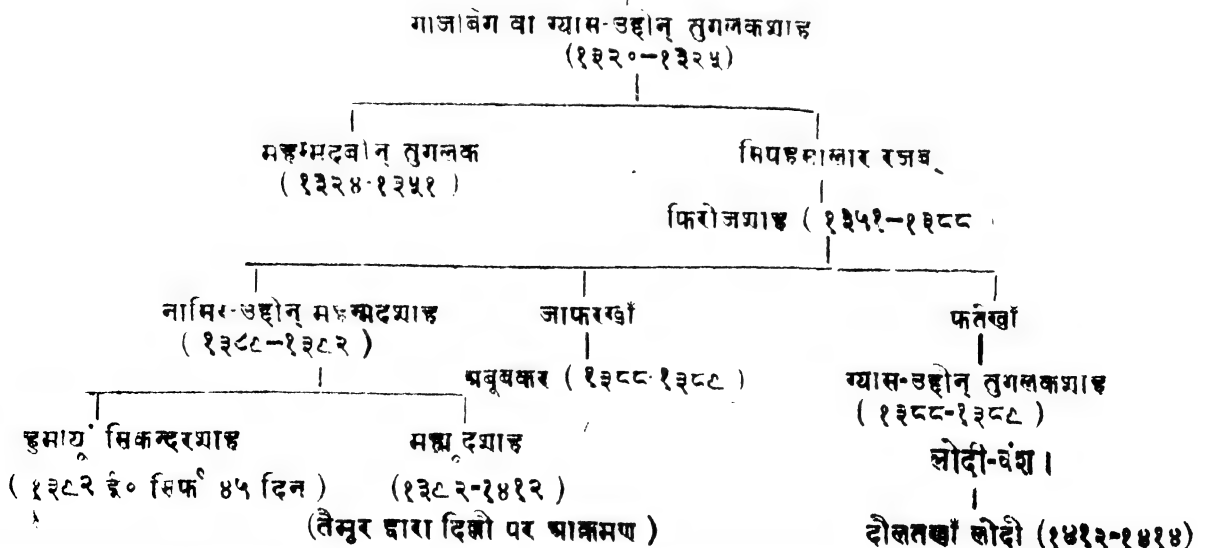 गाजीबेग वा ग्यास-उद्दीन् तुगलकशाह
(१३२०-१३२५)
महम्मदबीन् तुगलक
(१३२४-१३५१)
सिपहसालार रजब्
फिरोजशाह (१३५१-१३८८
नासिर-उद्दीन् महम्मदशाह
(१३८९-१३९२)
जाफरखाँ
अबूबकर (१३८८-१३८९)
फतेखाँ
ग्यास-उद्दीन् तुगलकशाह
(१३८८-१३८९)
हुमायूं सिकन्दरशाह
(१३९२ ई० सिर्फ ४५ दिन)
मह्मूदशाह
(१३९२-१४१२)
(तैमुर द्वारा दिल्ली पर आक्रमण)
लोदी-वंश।
दौलतखाँ लोदी (१४१२-१४१४)